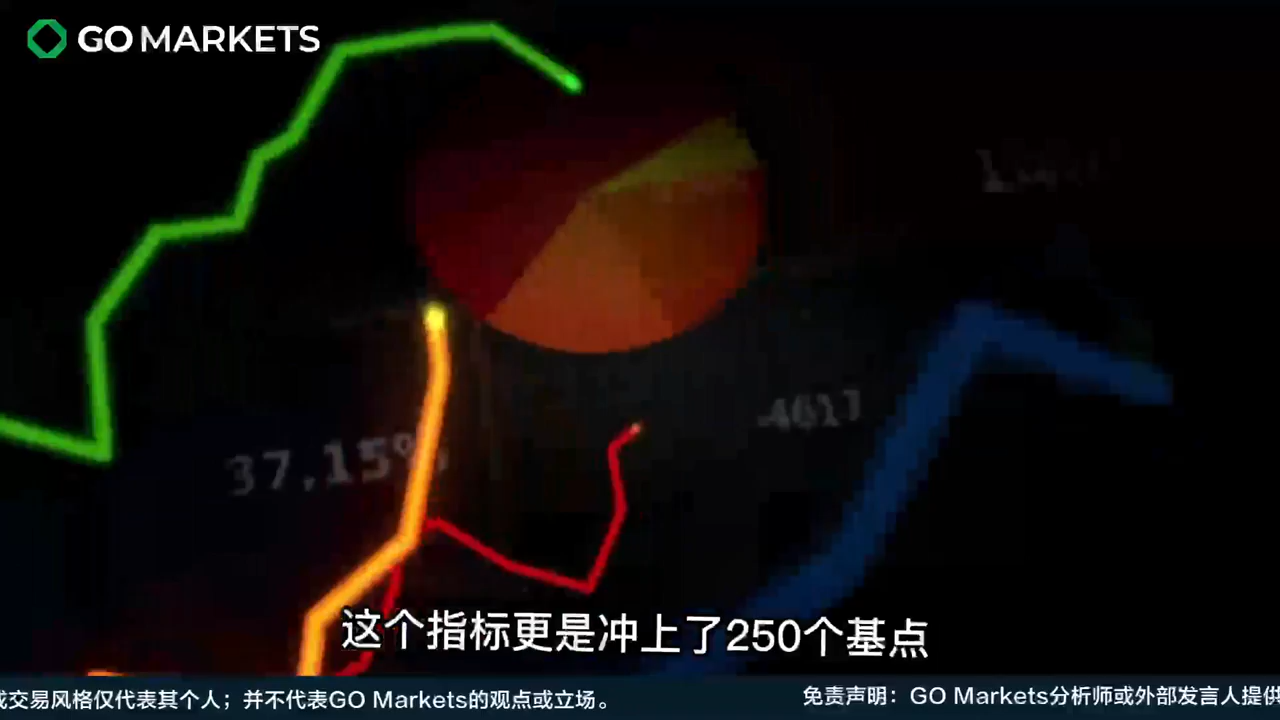 GO MARKETS
37.15%
4617
这个指标更是冲上了250个基点
交易风格仅代表其个人；并不代表GO Markets的观点或立场。 免责声明：GO Markets分析师或外部发言人提供